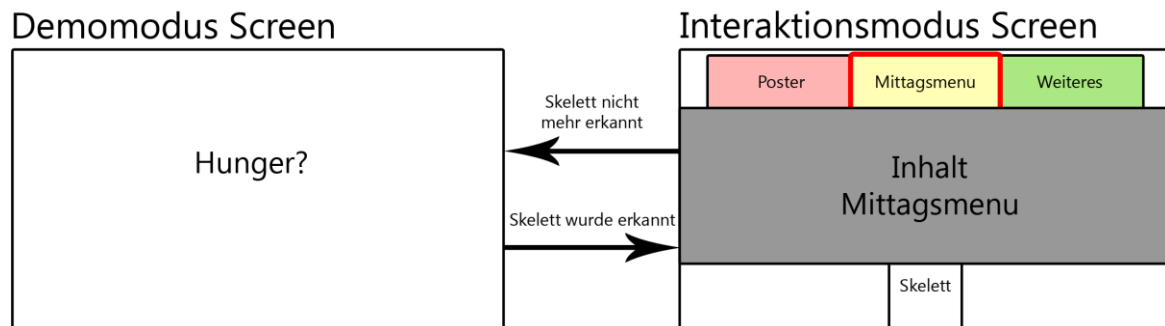 Demomodus Screen
Interaktionsmodus Screen
Poster
Mittagsmenu
Weiteres
Skelett nicht
mehr erkannt
Hunger?
Inhalt
Mittagsmenu
Skelett wurde erkannt
Skelett